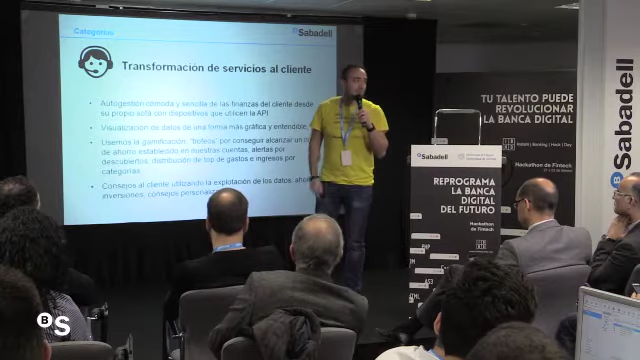 Categorías
Sabadell
Transformación de servicios al cliente
Autogestión cómoda y sencilla de las finanzas del cliente desde
su propio sofá con dispositivos que utilicen la API
Visualización de datos de una forma más gráfica y entendible,
Usemos la gamificación, por conseguir alcanzar un
de ahorro establecido en nuestras cuentas, alertas por
descubiertos, distribución de top de gastos e ingresos por
categorías.
Consejos al cliente utilizando la explotación de los datos,
inversiones, consejos
TU TALENTO PUEDE
REVOLUCIONAR
LA BANCA DIGITAL
Hackathon de Fintech
Sabadell
REPROGRAMA
LA BANCA
DIGITAL
DEL FUTURO
Hackathon
de Fintech
PHP
B Sabadell
B S